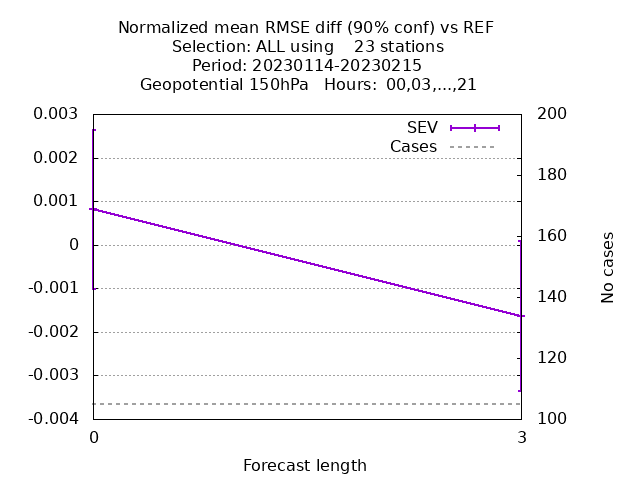 Normalized mean RMSE diff (90% conf) vs REF
Selection: ALL using    23 stations
Period: 20230114-20230215
Geopotential 150hPa   Hours:  00,03,...,21
SEV
Cases
0.003
0.002
0.001
0
-0.001
-0.002
-0.003
-0.004
200
180
160
140
120
100
No cases
0
3
Forecast length